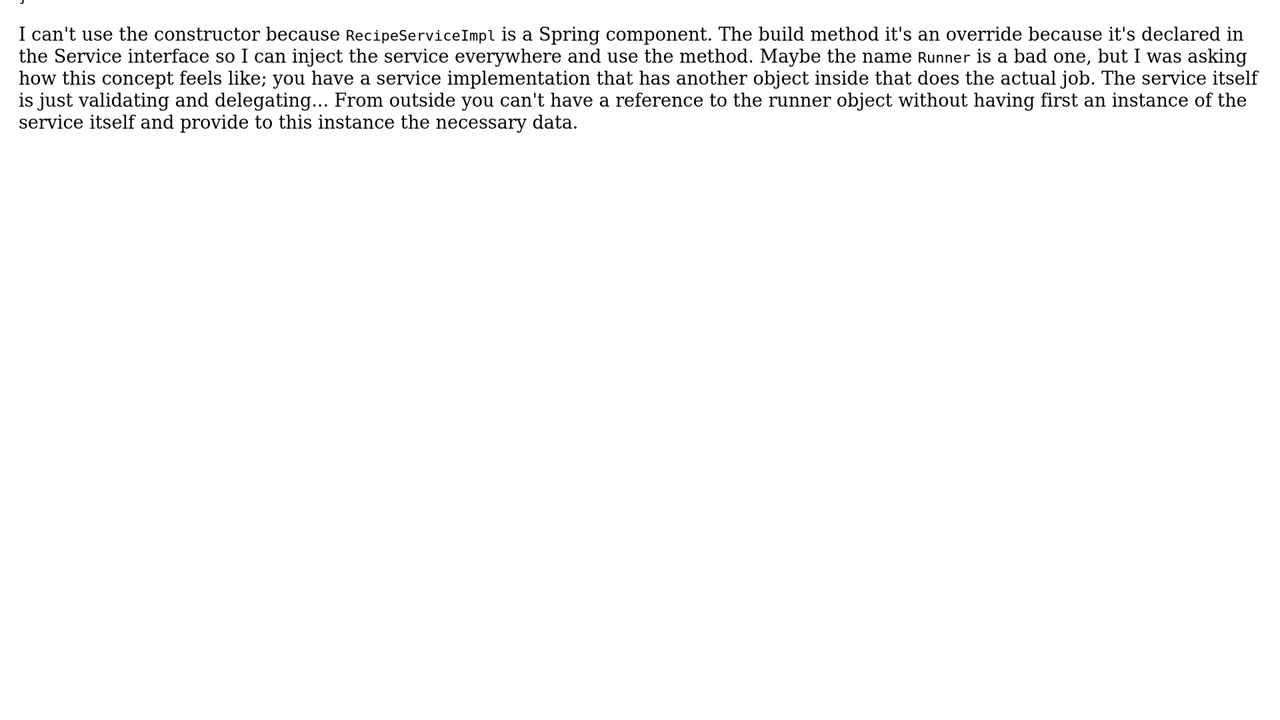 }
I can't use the constructor because RecipeServiceImpl is a Spring component. The build method it's an override because it's declared in
the Service interface so I can inject the service everywhere and use the method. Maybe the name Runner is a bad one, but I was asking
how this concept feels like; you have a service implementation that has another object inside that does the actual job. The service itself
is just validating and delegating... From outside you can't have a reference to the runner object without having first an instance of the
service itself and provide to this instance the necessary data.